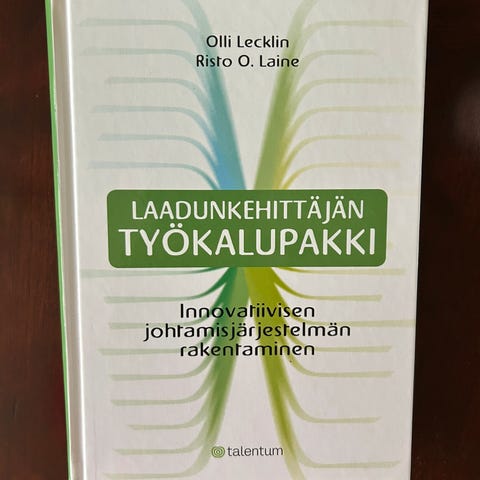 Olli Lecklin
Risto O. Laine
LAADUNKEHITTÄJÄN
TYÖKALUPAKKI
Innovatiivisen
johtamisjärjestelmän
rakentaminen
talentum